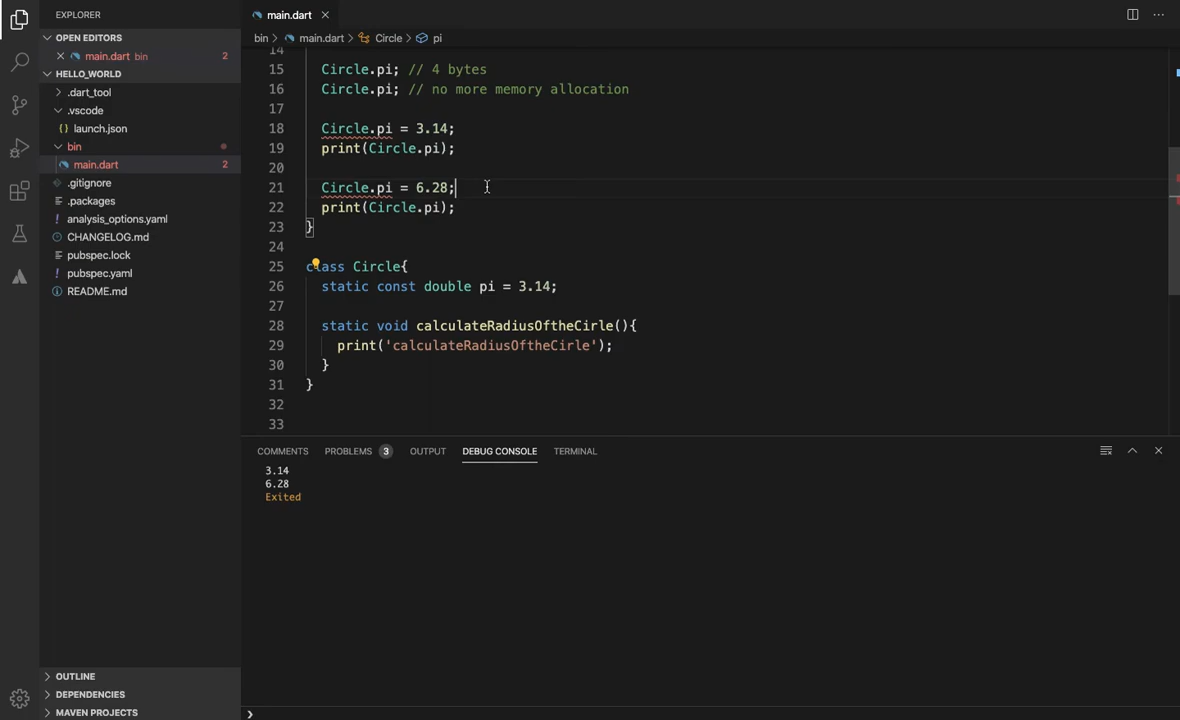 EXPLORER
main.dart
OPEN EDITORS
bin > main.dart > Circle > pi
main.dart bin 2
14
HELLO_WORLD
15 Circle.pi; // 4 bytes
.dart_tool
16 Circle.pi; // no more memory allocation
.vscode
17
launch.json
18 Circle.pi = 3.14;
bin
19 print(Circle.pi);
main.dart 2
20
.gitignore
21 Circle.pi = 6.28;
.packages
22 print(Circle.pi);
analysis_options.yaml
23 }
CHANGELOG.md
24
pubspec.lock
25 class Circle{
pubspec.yaml
26 static const double pi = 3.14;
README.md
27
28 static void calculateRadiusOftheCirle(){
29 print('calculateRadiusOftheCirle');
30 }
31 }
32
33
COMMENTS PROBLEMS 3 OUTPUT DEBUG CONSOLE TERMINAL
3.14
6.28
Exited
OUTLINE
DEPENDENCIES
MAVEN PROJECTS